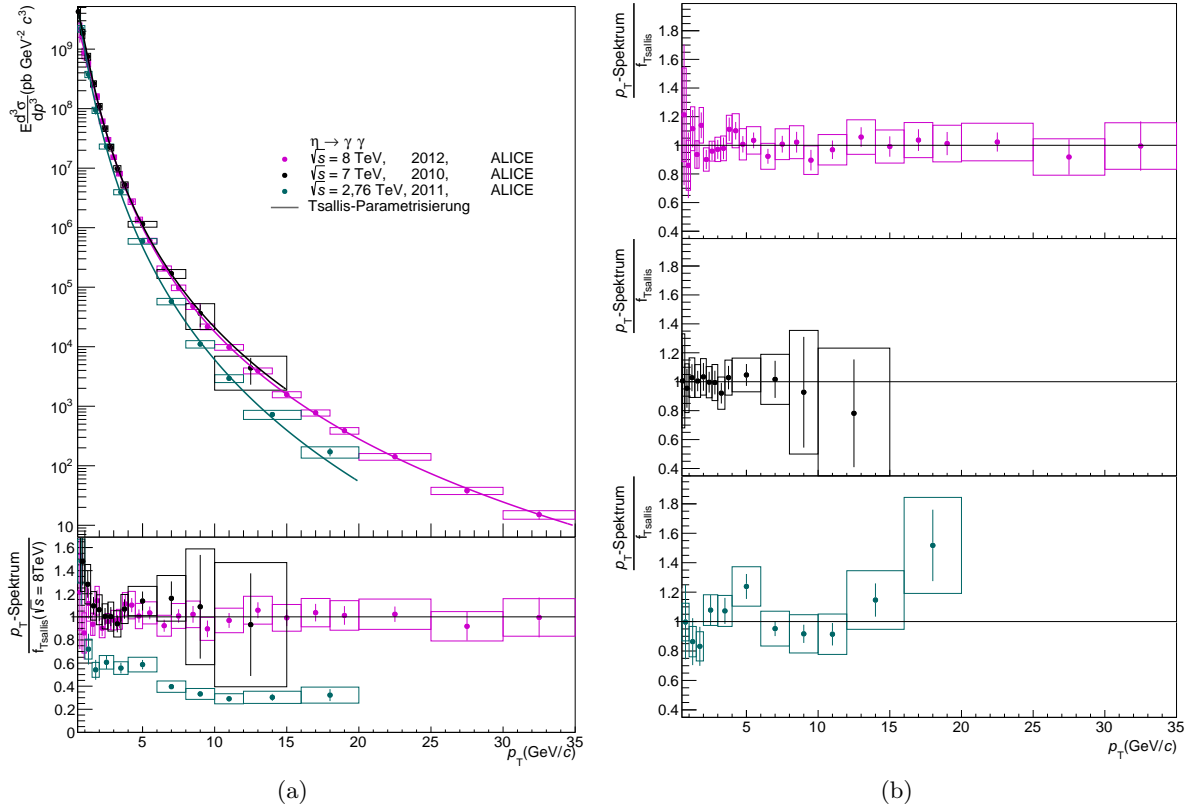 E d³σ/dp³ (pb GeV⁻² c³)
10⁹
10⁸
10⁷
10⁶
10⁵
10⁴
10³
10²
10
η → γ γ
√s = 8 TeV, 2012, ALICE
√s = 7 TeV, 2010, ALICE
√s = 2,76 TeV, 2011, ALICE
Tsallis-Parametrisierung
p_T-Spektrum
f_Tsallis(√s = 8TeV)
1.6
1.4
1.2
1
0.8
0.6
0.4
0.2
0
5 10 15 20 25 30 35
p_T (GeV/c)
(a)
p_T-Spektrum
f_Tsallis
1.8
1.6
1.4
1.2
1
0.8
0.6
0.4
p_T-Spektrum
f_Tsallis
1.8
1.6
1.4
1.2
1
0.8
0.6
0.4
p_T-Spektrum
f_Tsallis
1.8
1.6
1.4
1.2
1
0.8
0.6
0.4
5 10 15 20 25 30 35
p_T (GeV/c)
(b)